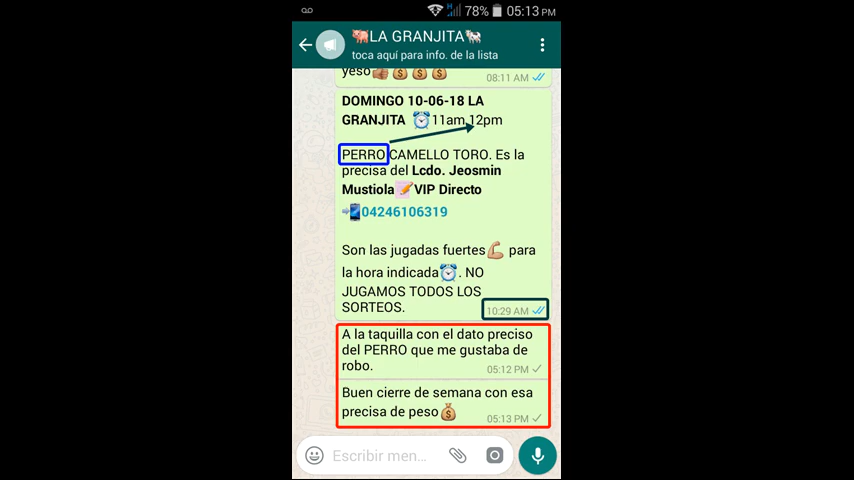 78% 05:13 PM
LA GRANJITA
toca aquí para info. de la lista
yeso
08:11 AM
DOMINGO 10-06-18 LA
GRANJITA 11am,12pm
PERRO CAMELLO TORO. Es la
precisa del Lcdo. Jeosmin
Mustiola VIP Directo
04246106319
Son las jugadas fuertes para
la hora indicada. NO
JUGAMOS TODOS LOS
SORTEOS.
10:29 AM
A la taquilla con el dato preciso
del PERRO que me gustaba de
robo.
05:12 PM
Buen cierre de semana con esa
precisa de peso
05:13 PM
Escribir men...